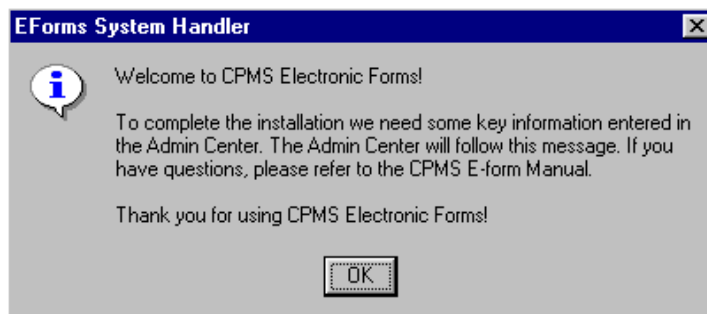 EForms System Handler
Welcome to CPMS Electronic Forms!
To complete the installation we need some key information entered in
the Admin Center. The Admin Center will follow this message. If you
have questions, please refer to the CPMS E-form Manual.
Thank you for using CPMS Electronic Forms!
OK